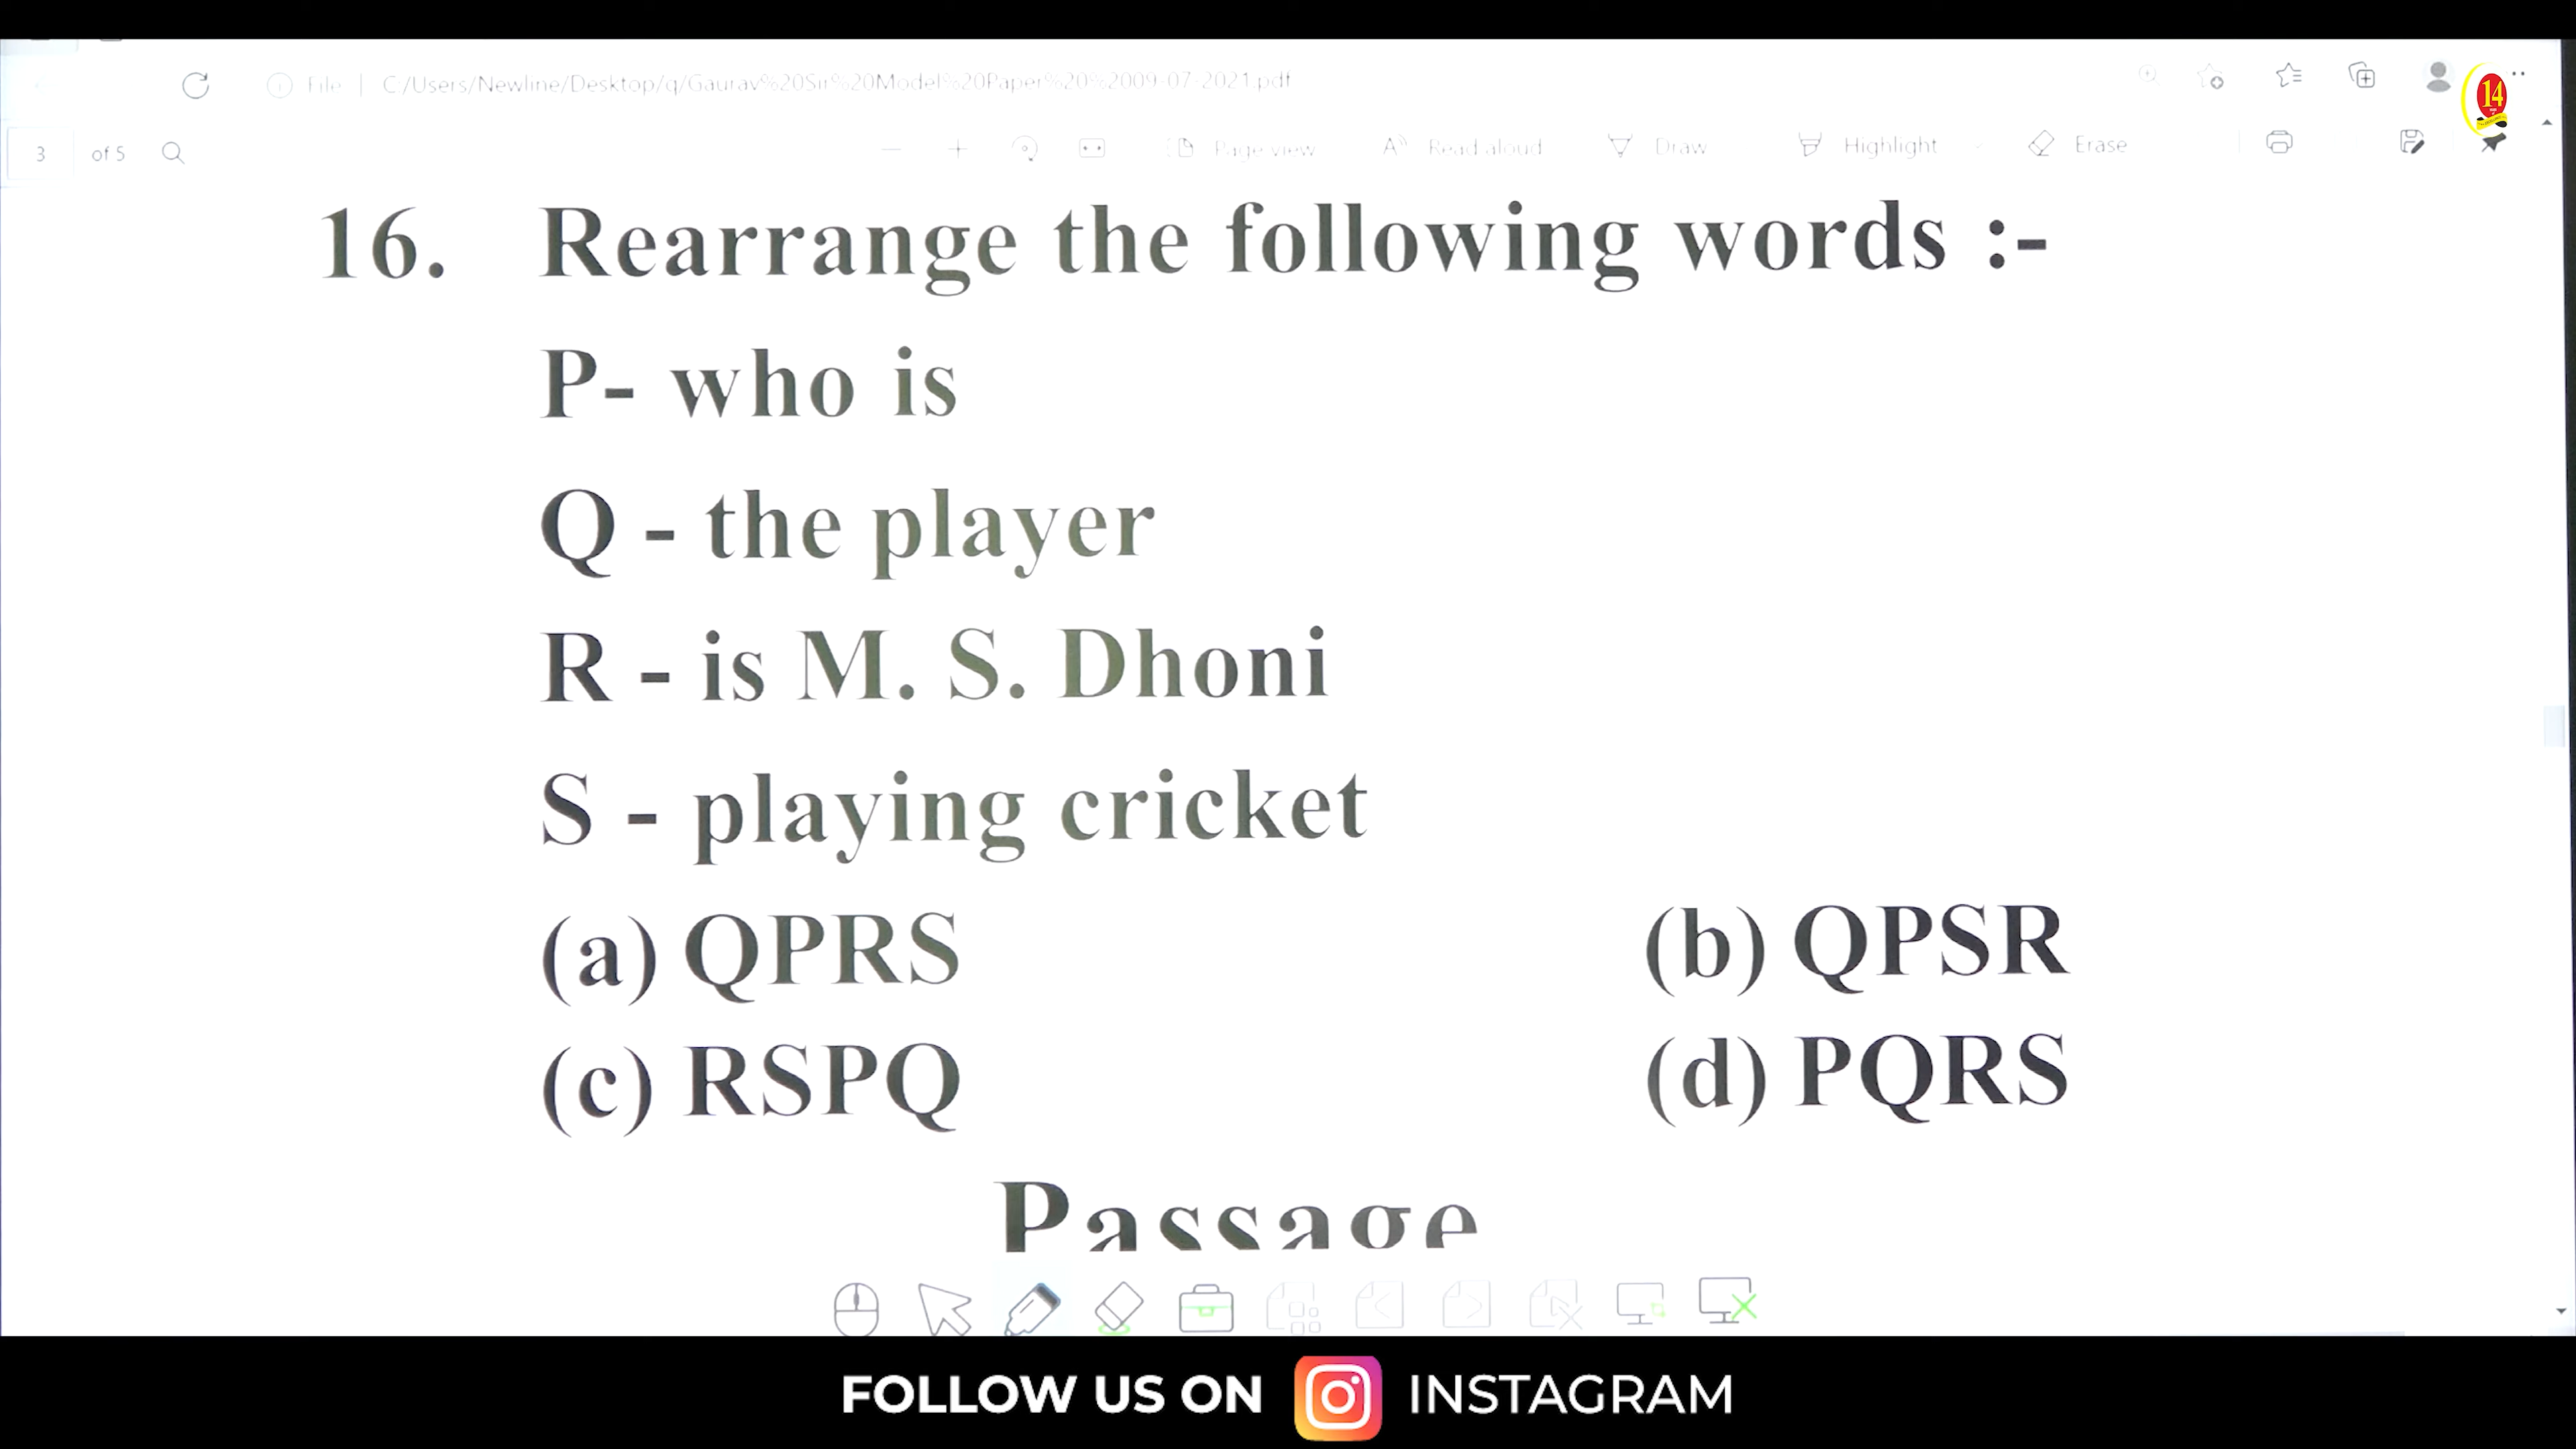 File | C:/Users/Newline/Desktop/q/Gaurav%20Sir%20Model%20Paper%20%2009-07-2021.pdf
14
3 of 5 Page view Read aloud Draw Highlight Erase
16. Rearrange the following words :-
P- who is
Q - the player
R - is M. S. Dhoni
S - playing cricket
(a) QPRS (b) QPSR
(c) RSPQ (d) PQRS
Passage
FOLLOW US ON INSTAGRAM